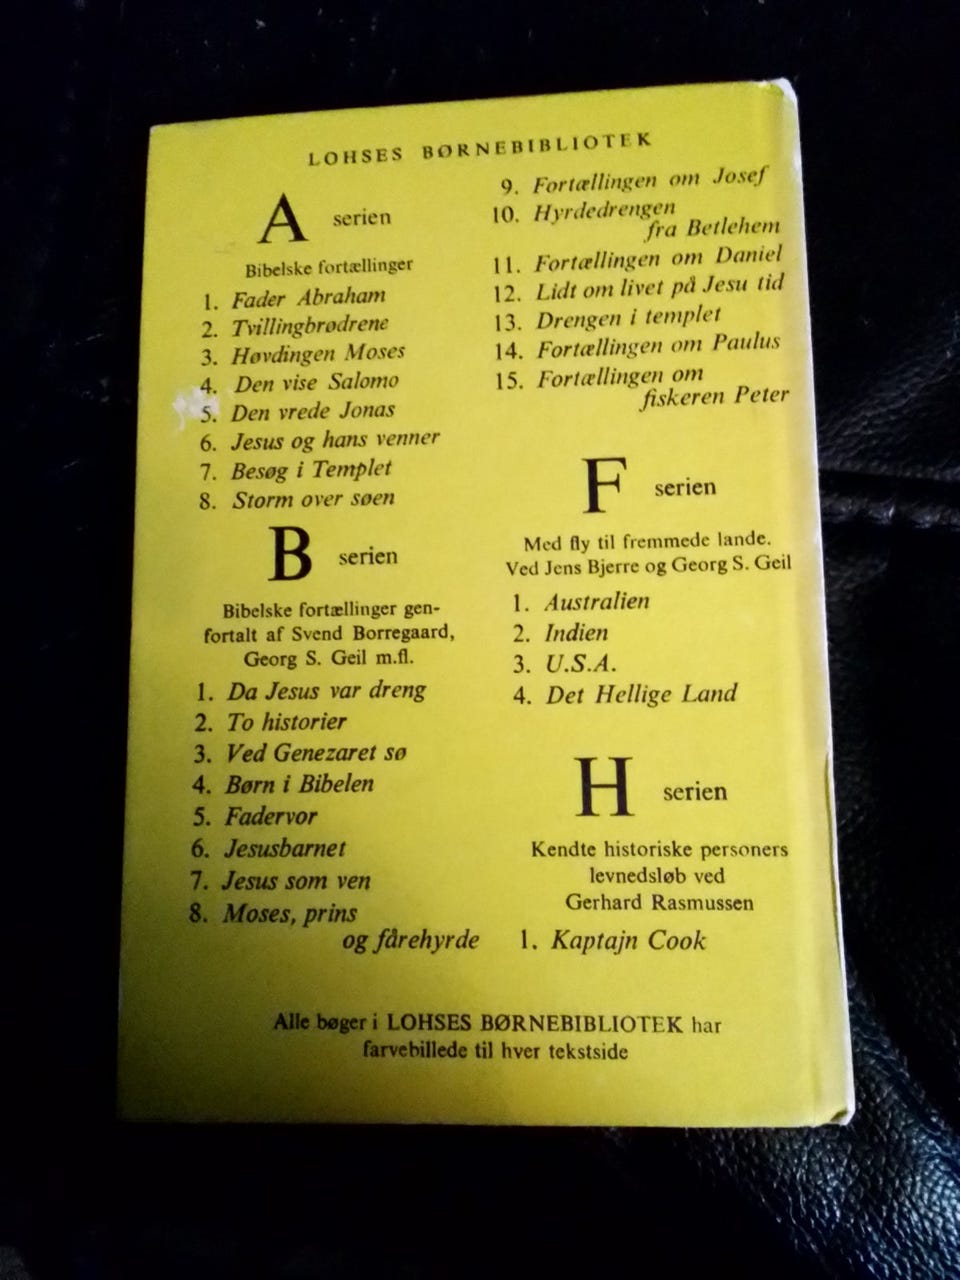 LOHSES BØRNEBIBLIOTEK
A serien
Bibelske fortællinger
1. Fader Abraham
2. Tvillingbrødrene
3. Høvdingen Moses
4. Den vise Salomo
5. Den vrede Jonas
6. Jesus og hans venner
7. Besøg i Templet
8. Storm over søen
B serien
Bibelske fortællinger gen-
fortalt af Svend Borregaard,
Georg S. Geil m.fl.
1. Da Jesus var dreng
2. To historier
3. Ved Genezaret sø
4. Børn i Bibelen
5. Fadervor
6. Jesusbarnet
7. Jesus som ven
8. Moses, prins
og fårehyrde
9. Fortællingen om Josef
10. Hyrdedrengen
fra Betlehem
11. Fortællingen om Daniel
12. Lidt om livet på Jesu tid
13. Drengen i templet
14. Fortællingen om Paulus
15. Fortællingen om
fiskeren Peter
F serien
Med fly til fremmede lande.
Ved Jens Bjerre og Georg S. Geil
1. Australien
2. Indien
3. U.S.A.
4. Det Hellige Land
H serien
Kendte historiske personers
levnedsløb ved
Gerhard Rasmussen
1. Kaptajn Cook
Alle bøger i LOHSES BØRNEBIBLIOTEK har
farvebillede til hver tekstside